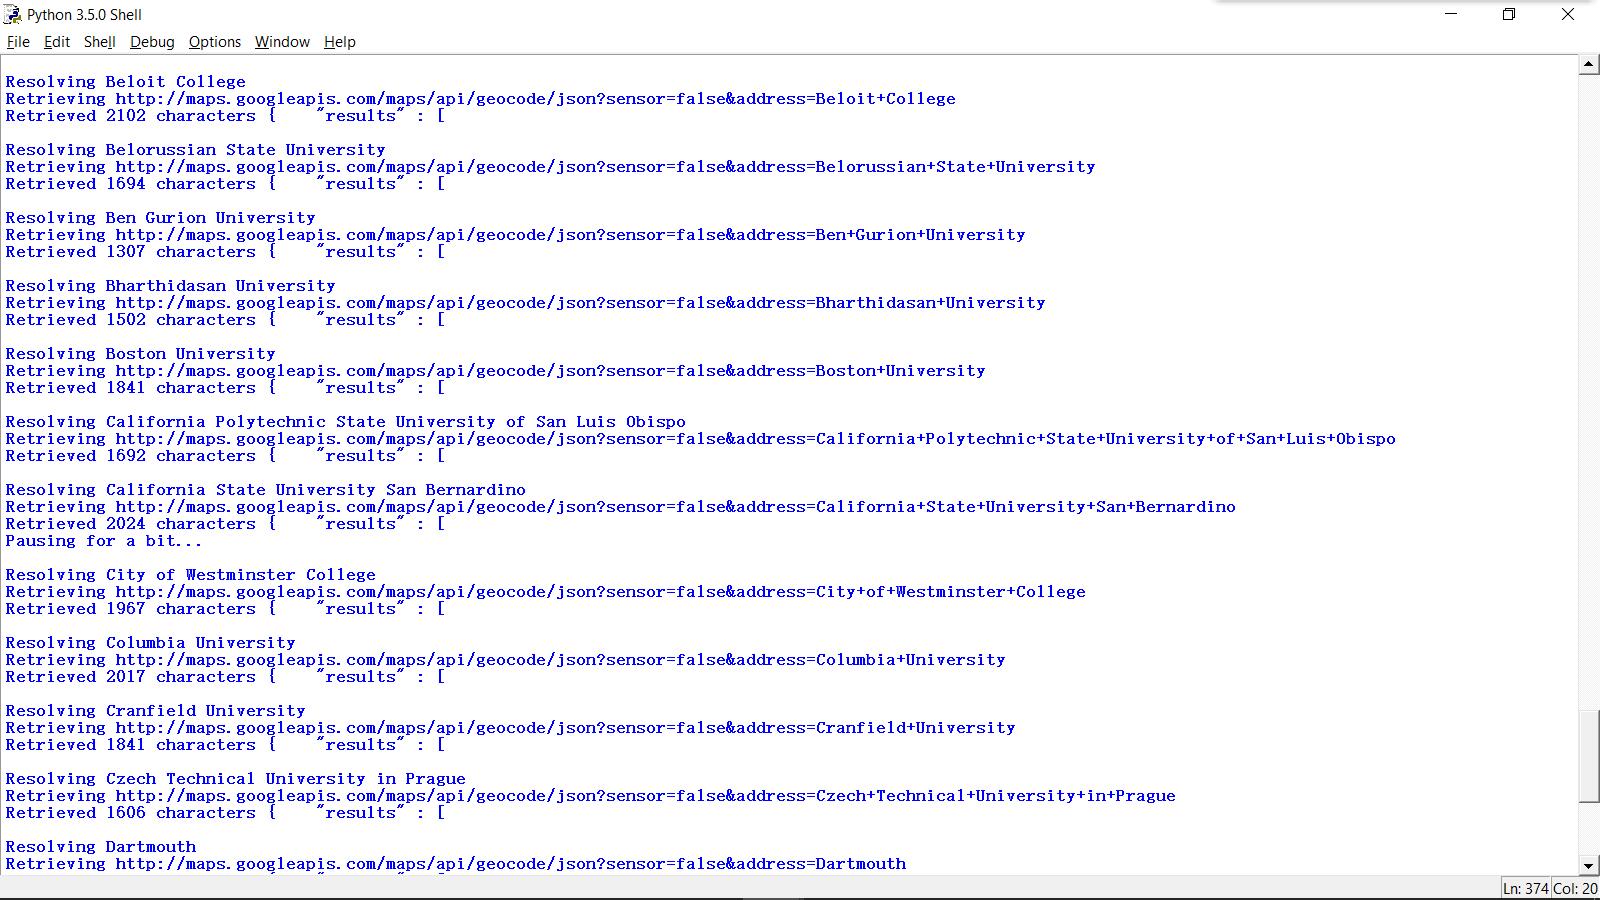 Python 3.5.0 Shell
File Edit Shell Debug Options Window Help
Resolving Beloit College
Retrieving http://maps.googleapis.com/maps/api/geocode/json?sensor=false&address=Beloit+College
Retrieved 2102 characters {    "results" : [
Resolving Belorussian State University
Retrieving http://maps.googleapis.com/maps/api/geocode/json?sensor=false&address=Belorussian+State+University
Retrieved 1694 characters {    "results" : [
Resolving Ben Gurion University
Retrieving http://maps.googleapis.com/maps/api/geocode/json?sensor=false&address=Ben+Gurion+University
Retrieved 1307 characters {    "results" : [
Resolving Bharthidasan University
Retrieving http://maps.googleapis.com/maps/api/geocode/json?sensor=false&address=Bharthidasan+University
Retrieved 1502 characters {    "results" : [
Resolving Boston University
Retrieving http://maps.googleapis.com/maps/api/geocode/json?sensor=false&address=Boston+University
Retrieved 1841 characters {    "results" : [
Resolving California Polytechnic State University of San Luis Obispo
Retrieving http://maps.googleapis.com/maps/api/geocode/json?sensor=false&address=California+Polytechnic+State+University+of+San+Luis+Obispo
Retrieved 1692 characters {    "results" : [
Resolving California State University San Bernardino
Retrieving http://maps.googleapis.com/maps/api/geocode/json?sensor=false&address=California+State+University+San+Bernardino
Retrieved 2024 characters {    "results" : [
Pausing for a bit...
Resolving City of Westminster College
Retrieving http://maps.googleapis.com/maps/api/geocode/json?sensor=false&address=City+of+Westminster+College
Retrieved 1967 characters {    "results" : [
Resolving Columbia University
Retrieving http://maps.googleapis.com/maps/api/geocode/json?sensor=false&address=Columbia+University
Retrieved 2017 characters {    "results" : [
Resolving Cranfield University
Retrieving http://maps.googleapis.com/maps/api/geocode/json?sensor=false&address=Cranfield+University
Retrieved 1841 characters {    "results" : [
Resolving Czech Technical University in Prague
Retrieving http://maps.googleapis.com/maps/api/geocode/json?sensor=false&address=Czech+Technical+University+in+Prague
Retrieved 1606 characters {    "results" : [
Resolving Dartmouth
Retrieving http://maps.googleapis.com/maps/api/geocode/json?sensor=false&address=Dartmouth
Ln: 374 Col: 20